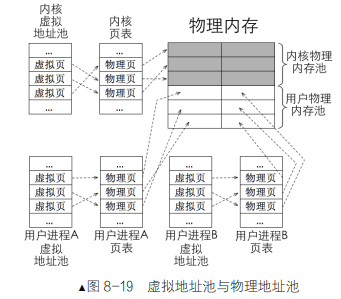 内核
虚拟
地址池
内核
页表
物理内存
...
虚拟页
虚拟页
虚拟页
...
...
物理页
物理页
物理页
...
内核物理
内存池
用户物理
内存池
...
虚拟页
虚拟页
虚拟页
...
...
物理页
物理页
物理页
...
...
虚拟页
虚拟页
虚拟页
...
...
物理页
物理页
物理页
...
用户进程A
虚拟
地址池
用户进程A
页表
用户进程B
虚拟
地址池
用户进程B
页表
▲图 8-19 虚拟地址池与物理地址池